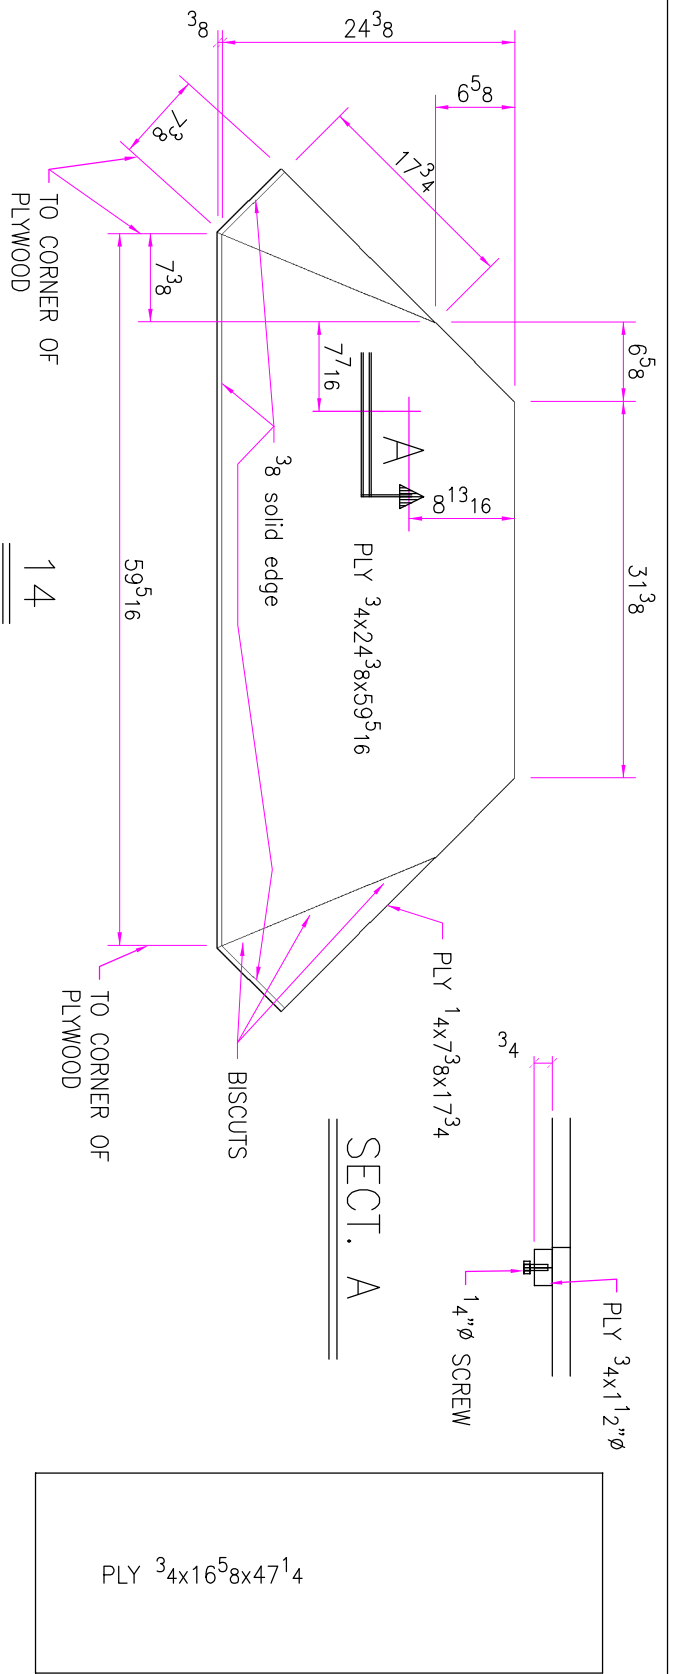 3/8
24 3/8
6 5/8
7 3/8
17 3/4
TO CORNER OF
PLYWOOD
7 3/8
7 7/16
6 5/8
A
8 13/16
31 3/8
3/8 solid edge
PLY 3/4x24 3/8x59 5/16
59 5/16
14
TO CORNER OF
PLYWOOD
BISCUTS
PLY 1/4x7 3/8x17 3/4
SECT. A
3/4
1/4"ø SCREW
PLY 3/4x1 1/2"ø
PLY 3/4x16 5/8x47 1/4